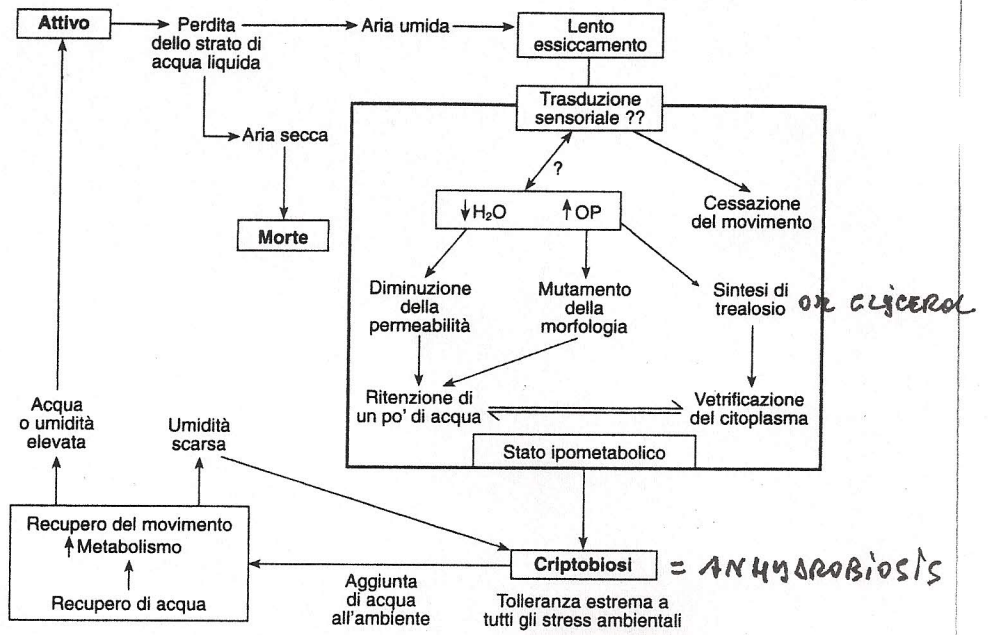 Attivo
Perdita
dello strato di
acqua liquida
Aria umida
Lento
essiccamento
Aria secca
Morte
Trasduzione
sensoriale ??
?
H₂O
OP
Cessazione
del movimento
Diminuzione
della
permeabilità
Mutamento
della
morfologia
Sintesi di
trealosio
OR GLYCEROL
Ritenzione di
un po' di acqua
Vetrificazione
del citoplasma
Stato ipometabolico
Acqua
o umidità
elevata
Umidità
scarsa
Recupero del movimento
Metabolismo
Recupero di acqua
Aggiunta
di acqua
all'ambiente
Criptobiosi
= ANHYDROBIOSIS
Tolleranza estrema a
tutti gli stress ambientali